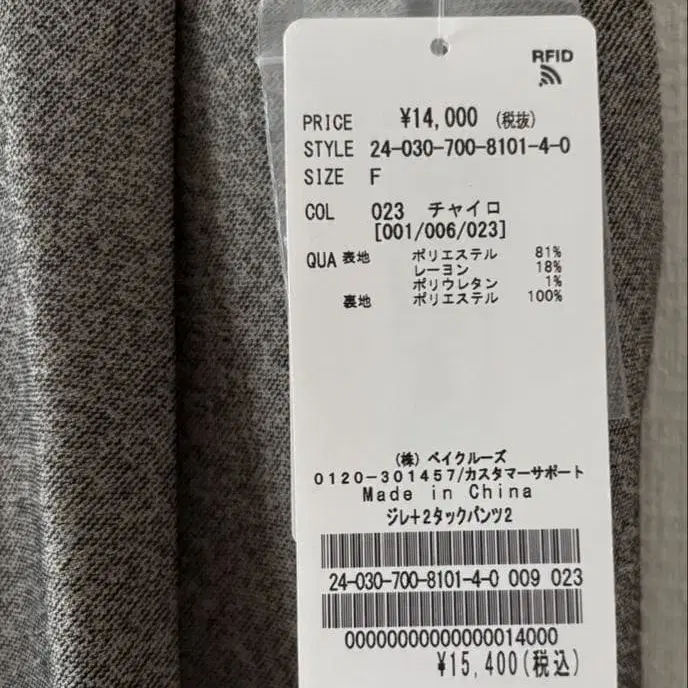 RFID
PRICE ¥14,000 (税抜)
STYLE 24-030-700-8101-4-0
SIZE F
COL 023 チャイロ
[001/006/023]
QUA 表地 ポリエステル 81%
レーヨン 18%
ポリウレタン 1%
裏地 ポリエステル 100%
(株) ベイクルーズ
0120-301457/カスタマーサポート
Made in China
ジレ+2タックパンツ2
24-030-700-8101-4-0 009 023
00000000000000014000
¥15,400(税込)